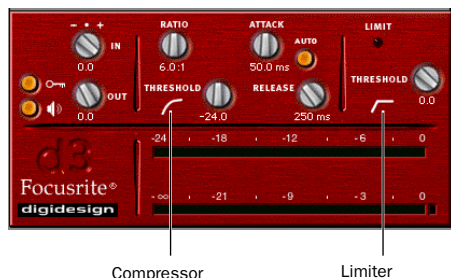 − • +
RATIO
ATTACK
LIMIT
IN
AUTO
0.0
6.0 :1
50.0 ms
THRESHOLD
RELEASE
THRESHOLD
OUT
0.0
-24.0
250 ms
0.0
-24 -18 -12 -6 0
d3
Focusrite®
digidesign
-∞ -21 -9 -3 0
Compressor
Limiter